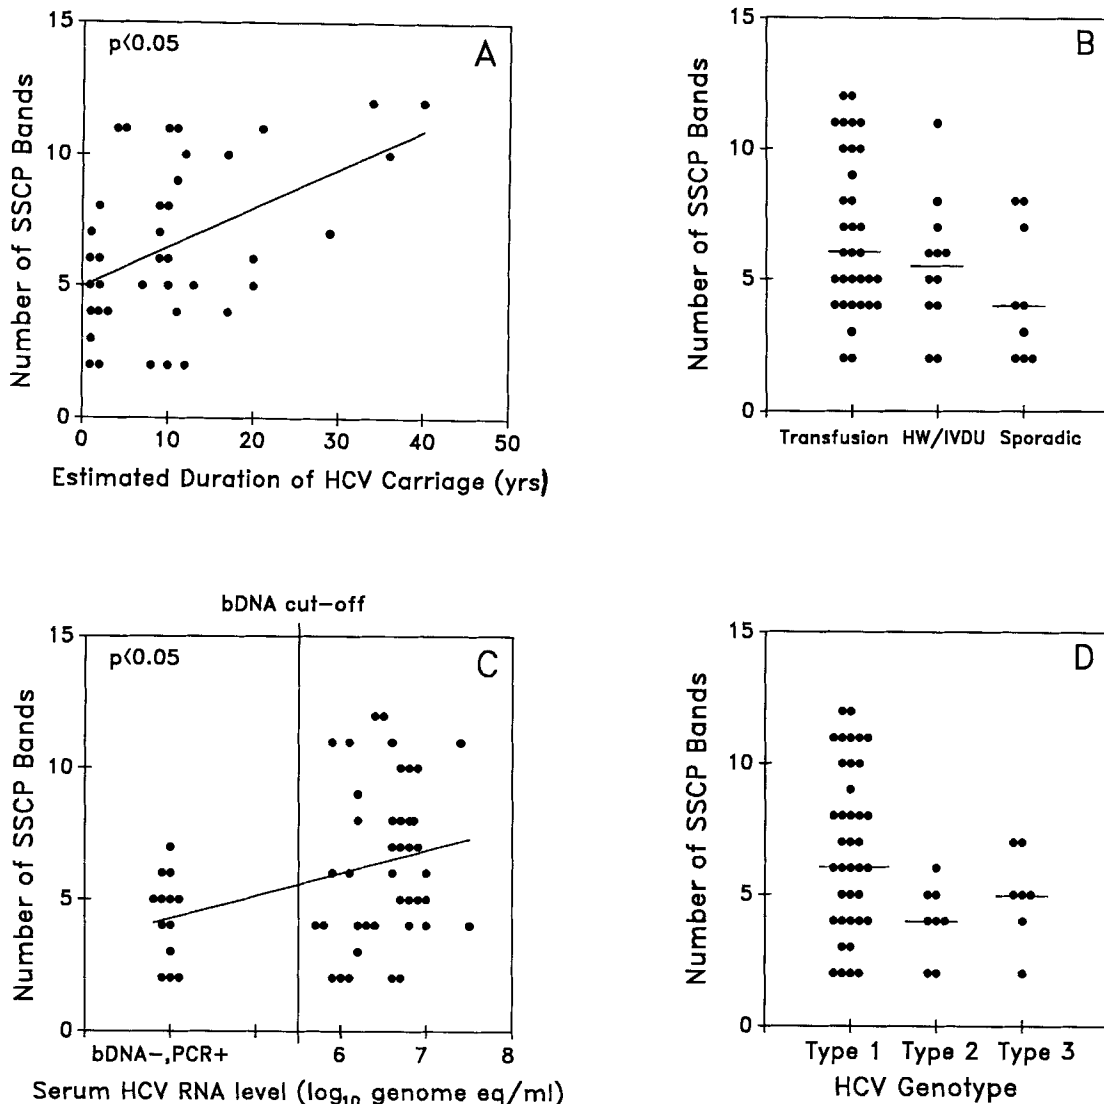 15
10
5
0
p<0.05
A
Number of SSCP Bands
0 10 20 30 40 50
Estimated Duration of HCV Carriage (yrs)
15
10
5
0
B
Number of SSCP Bands
Transfusion HW/IVDU Sporadic
bDNA cut-off
15
10
5
0
p<0.05
C
Number of SSCP Bands
bDNA-,PCR+ 6 7 8
Serum HCV RNA level (log10 genome eq/ml)
15
10
5
0
D
Number of SSCP Bands
Type 1 Type 2 Type 3
HCV Genotype